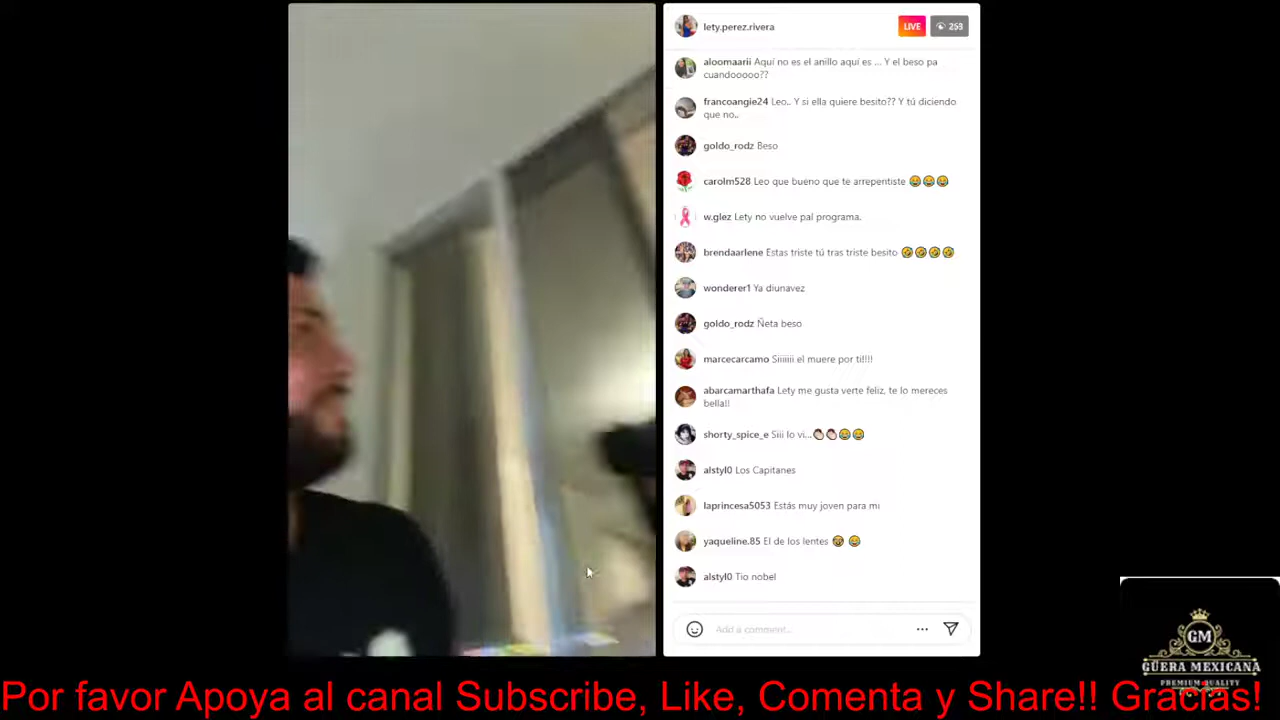 lety.perez.rivera
LIVE
253
aloomaarii Aquí no es el anillo aquí es ... Y el beso pa
cuandooooo??
francoangie24 Leo.. Y si ella quiere besito?? Y tú diciendo
que no..
goldo_rodz Beso
carolm528 Leo que bueno que te arrepentiste 😂😂😂
w.glez Lety no vuelve pal programa.
brendaarlene Estas triste tú tras triste besito 🤣🤣🤣🤣
wonderer1 Ya diunavez
goldo_rodz Ñeta beso
marcecarcamo Siiiiiii el muere por ti!!!!
abarcamarthafa Lety me gusta verte feliz, te lo mereces
bella!!
shorty_spice_e Siii lo vi...👏🏻👏🏻😂😂
alstyl0 Los Capitanes
laprincesa5053 Estás muy joven para mi
yaqueline.85 El de los lentes 🤓 😂
alstyl0 Tio nobel
Add a comment...
GM
GÜERA MEXICANA
PREMIUM QUALITY
Por favor Apoya al canal Subscribe, Like, Comenta y Share!! Gracias!